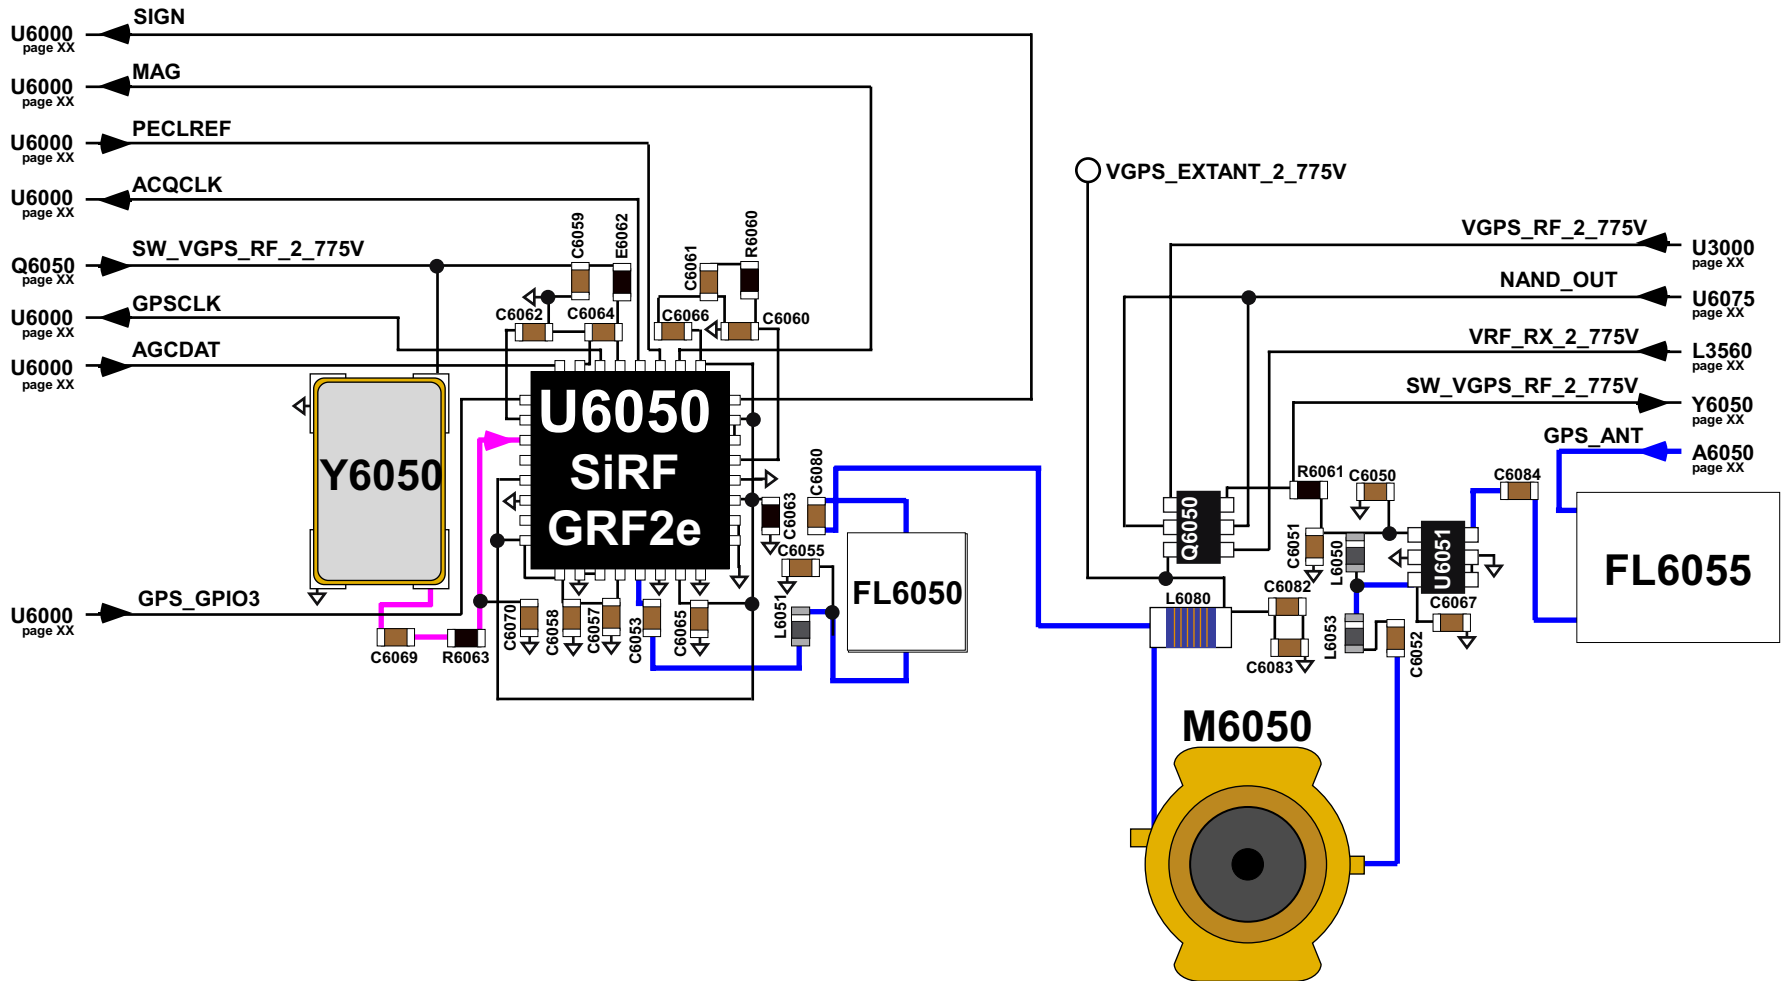 SIGN
U6000
page XX
MAG
U6000
page XX
PECLREF
U6000
page XX
ACQCLK
U6000
page XX
SW_VGPS_RF_2_775V
Q6050
page XX
GPSCLK
U6000
page XX
AGCDAT
U6000
page XX
GPS_GPIO3
U6000
page XX
C6059
E6062
C6061
R6060
C6062
C6064
C6066
C6060
Y6050
U6050
SiRF
GRF2e
C6080
C6063
C6055
L6051
FL6050
C6069
R6063
C6070
C6058
C6057
C6053
C6065
VGPS_EXTANT_2_775V
VGPS_RF_2_775V
U3000
page XX
NAND_OUT
U6075
page XX
VRF_RX_2_775V
L3560
page XX
SW_VGPS_RF_2_775V
Y6050
page XX
GPS_ANT
A6050
page XX
R6061
C6050
C6084
Q6050
C6051
L6050
U6051
FL6055
L6080
C6082
C6083
L6053
C6052
C6067
M6050